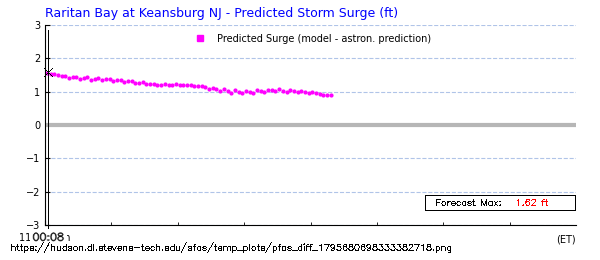 Raritan Bay at Keansburg NJ - Predicted Storm Surge (ft)
3
Predicted Surge (model - astron. prediction)
2
1
0
−1
−2
Forecast Max: 1.62 ft
−3
(ET)
https://hudson.dl.stevens-tech.edu/sfas/temp_plots/pfas_diff_1795680698333382718.png